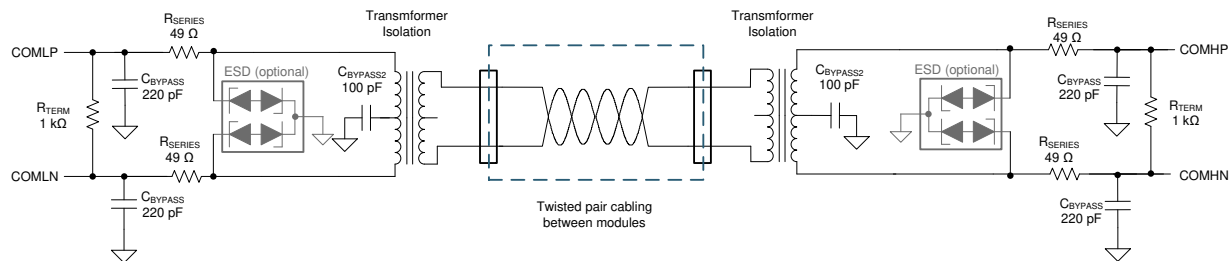 Transmformer
Isolation
Transmformer
Isolation
RSERIES
49 Ω
RSERIES
49 Ω
COMLP
COMHP
ESD (optional)
ESD (optional)
CBYPASS
220 pF
CBYPASS2
100 pF
CBYPASS2
100 pF
CBYPASS
220 pF
RTERM
1 kΩ
RTERM
1 kΩ
RSERIES
49 Ω
RSERIES
49 Ω
COMLN
COMHN
CBYPASS
220 pF
Twisted pair cabling
between modules
CBYPASS
220 pF